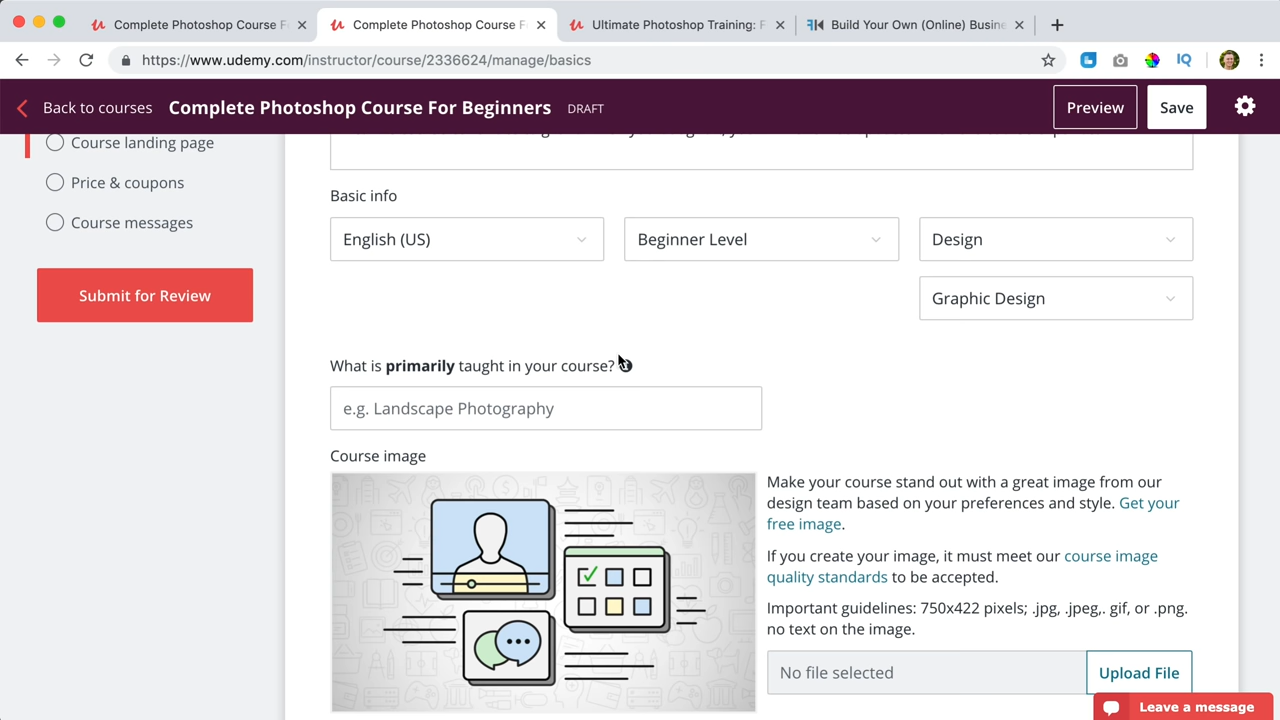 Complete Photoshop Course F
Complete Photoshop Course F
Ultimate Photoshop Training: F
Build Your Own (Online) Busine
https://www.udemy.com/instructor/course/2336624/manage/basics
IQ
Back to courses
Complete Photoshop Course For Beginners
DRAFT
Preview
Save
Course landing page
Price & coupons
Course messages
Submit for Review
Basic info
English (US)
Beginner Level
Design
Graphic Design
What is primarily taught in your course?
e.g. Landscape Photography
Course image
Make your course stand out with a great image from our
design team based on your preferences and style. Get your
free image.
If you create your image, it must meet our course image
quality standards to be accepted.
Important guidelines: 750x422 pixels; .jpg, .jpeg,. gif, or .png.
no text on the image.
No file selected
Upload File
Leave a message